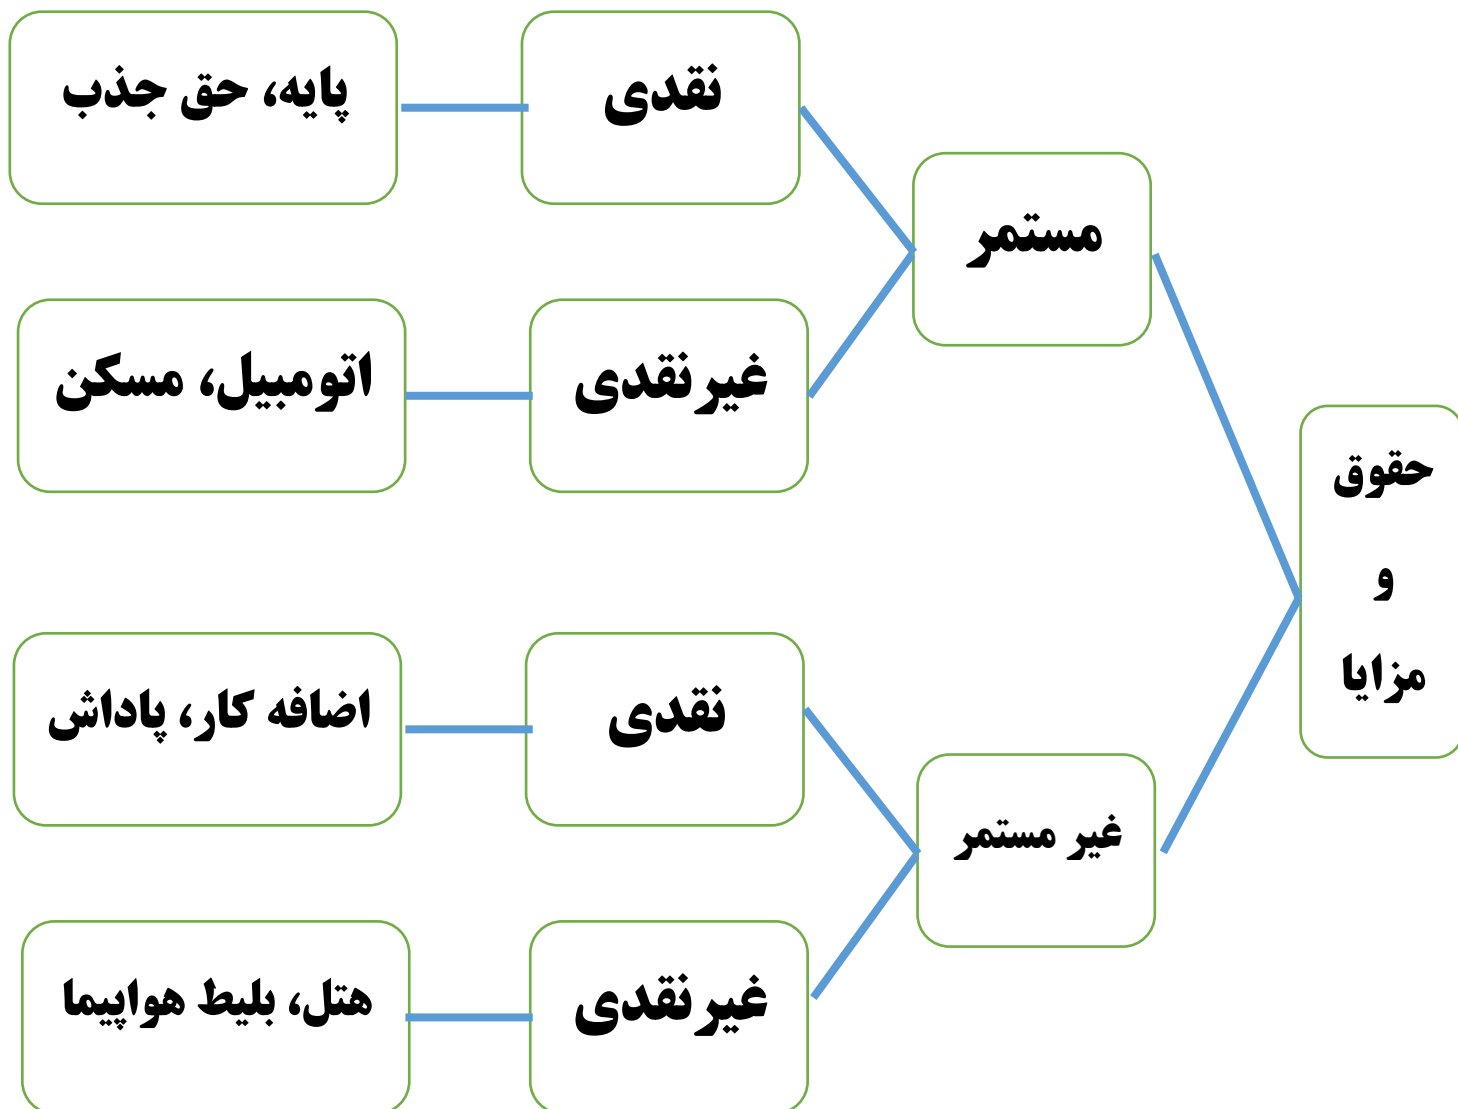 حقوق
و
مزایا
مستمر
نقدی
پایه، حق جذب
غیرنقدی
اتومبیل، مسکن
غیر مستمر
نقدی
اضافه کار، پاداش
غیرنقدی
هتل، بلیط هواپیما